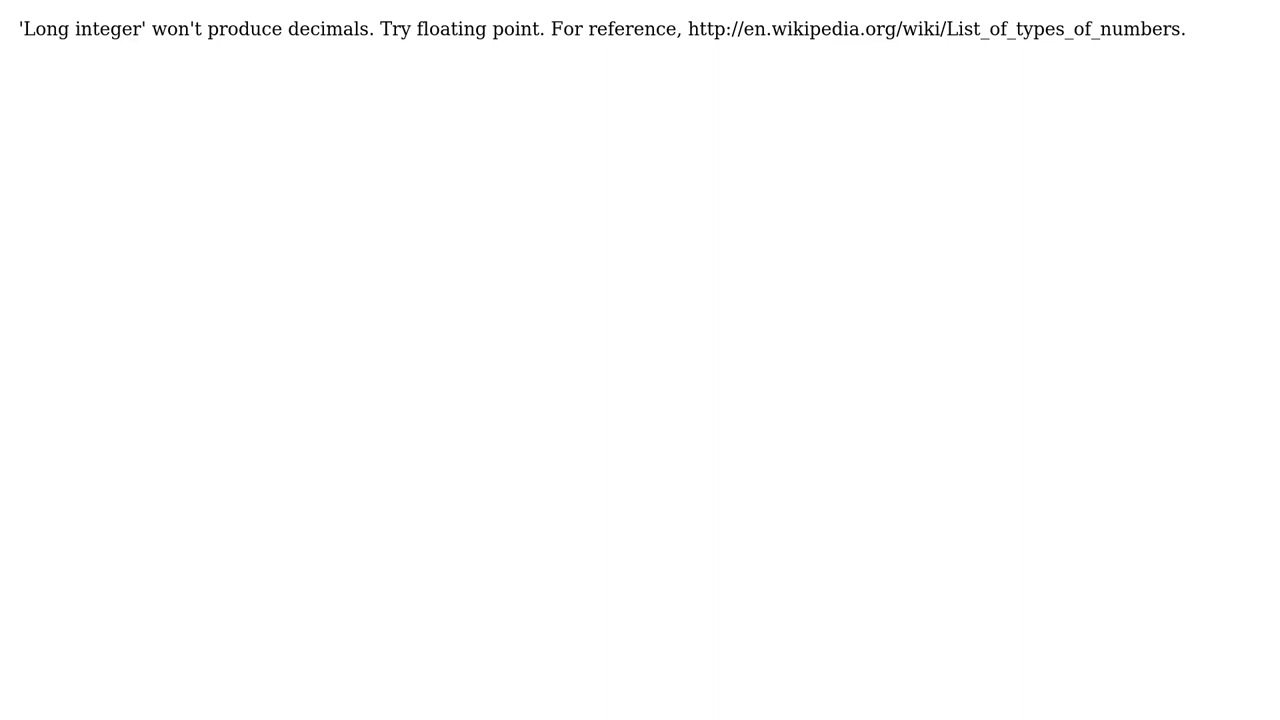 'Long integer' won't produce decimals. Try floating point. For reference, http://en.wikipedia.org/wiki/List_of_types_of_numbers.